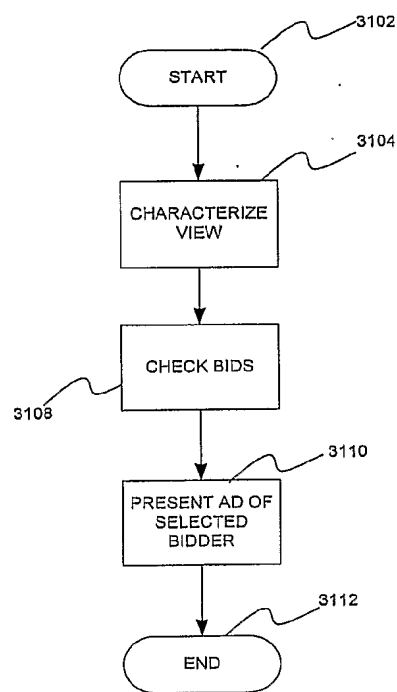 3102
START
3104
CHARACTERIZE
VIEW
CHECK BIDS
3108
3110
PRESENT AD OF
SELECTED
BIDDER
3112
END